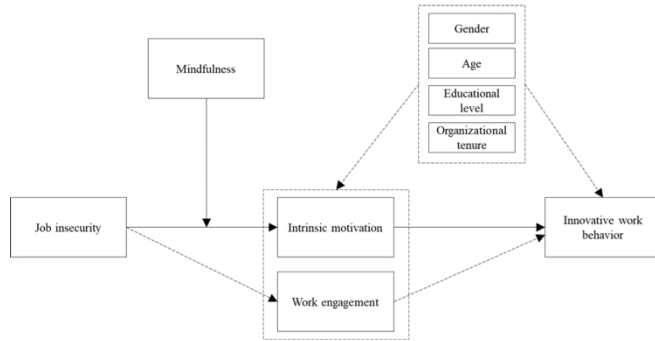 Gender
Mindfulness
Age
Educational
level
Organizational
tenure
Job insecurity
Intrinsic motivation
Innovative work
behavior
Work engagement